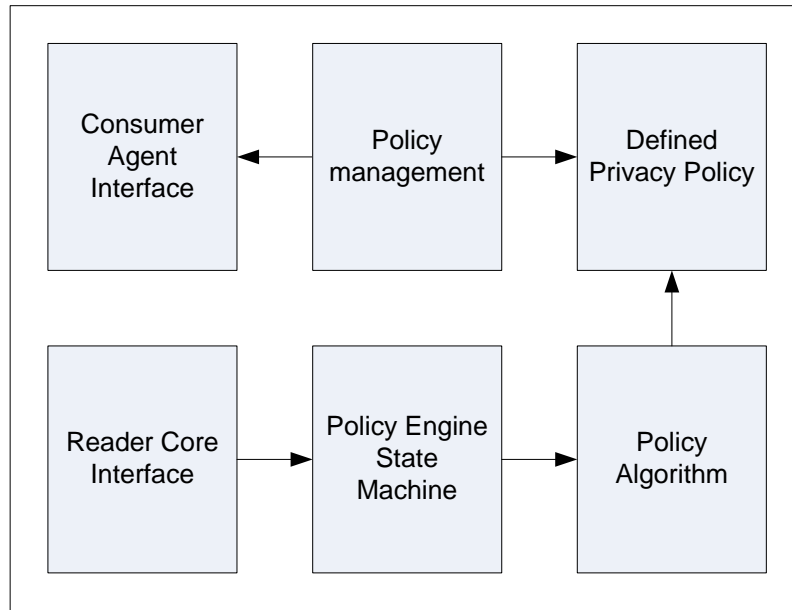 Consumer
Agent
Interface
Policy
management
Defined
Privacy Policy
Reader Core
Interface
Policy Engine
State
Machine
Policy
Algorithm